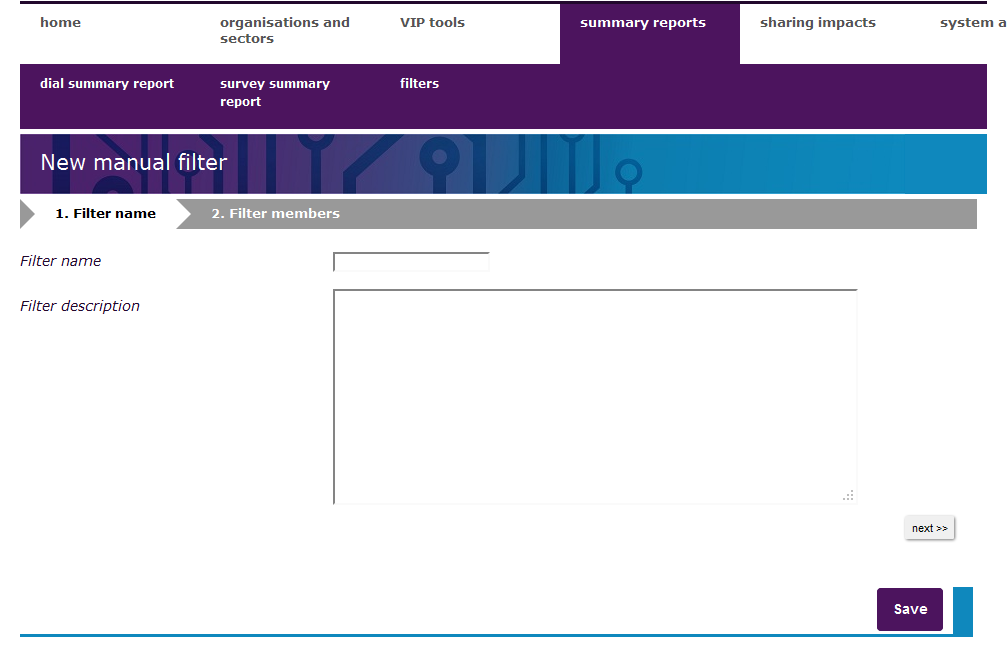 home
organisations and
sectors
VIP tools
summary reports
sharing impacts
system a
dial summary report
survey summary
report
filters
New manual filter
1. Filter name
2. Filter members
Filter name
Filter description
next >>
Save